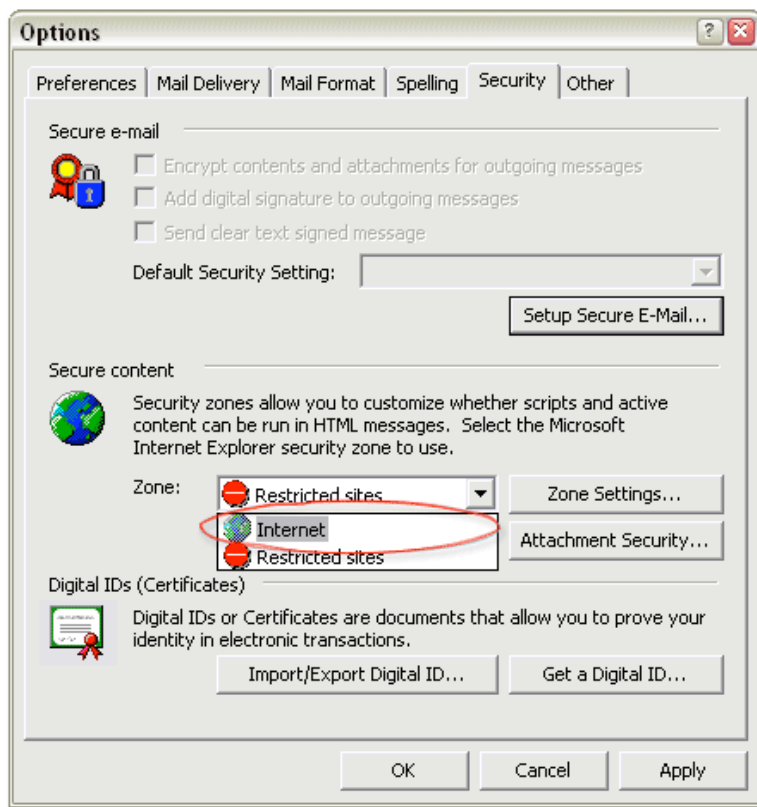 Options
Preferences Mail Delivery Mail Format Spelling Security Other
Secure e-mail
Encrypt contents and attachments for outgoing messages
Add digital signature to outgoing messages
Send clear text signed message
Default Security Setting:
Setup Secure E-Mail...
Secure content
Security zones allow you to customize whether scripts and active
content can be run in HTML messages. Select the Microsoft
Internet Explorer security zone to use.
Zone: Restricted sites Zone Settings...
Internet
Restricted sites
Attachment Security...
Digital IDs (Certificates)
Digital IDs or Certificates are documents that allow you to prove your
identity in electronic transactions.
Import/Export Digital ID... Get a Digital ID...
OK Cancel Apply